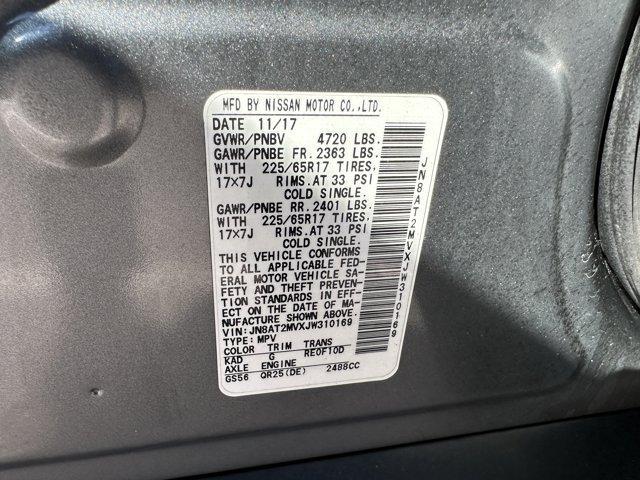 MFD BY NISSAN MOTOR CO.,LTD.
DATE 11/17
GVWR/PNBV 4720 LBS.
GAWR/PNBE FR. 2363 LBS.
WITH 225/65R17 TIRES,
17×7J RIMS.AT 33 PSI
COLD SINGLE.
GAWR/PNBE RR. 2401 LBS.
WITH 225/65R17 TIRES,
17×7J RIMS.AT 33 PSI
COLD SINGLE.
THIS VEHICLE CONFORMS
TO ALL APPLICABLE FED-
ERAL MOTOR VEHICLE SA-
FETY AND THEFT PREVEN-
TION STANDARDS IN EFF-
ECT ON THE DATE OF MA-
NUFACTURE SHOWN ABOVE.
VIN:JN8AT2MVXJW310169
TYPE: MPV
COLOR TRIM TRANS
KAD G RE0F10D
AXLE ENGINE
GS56 QR25(DE) 2488CC
JN8AT2MVXJW310169